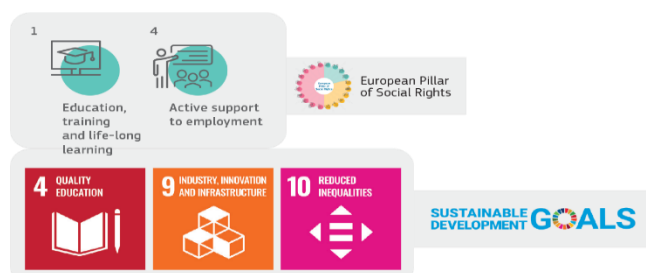 1
Education,
training
and life-long
learning
4
Active support
to employment
European Pillar
of Social Rights
4 QUALITY
EDUCATION
9 INDUSTRY, INNOVATION
AND INFRASTRUCTURE
10 REDUCED
INEQUALITIES
SUSTAINABLE
DEVELOPMENT
GOALS